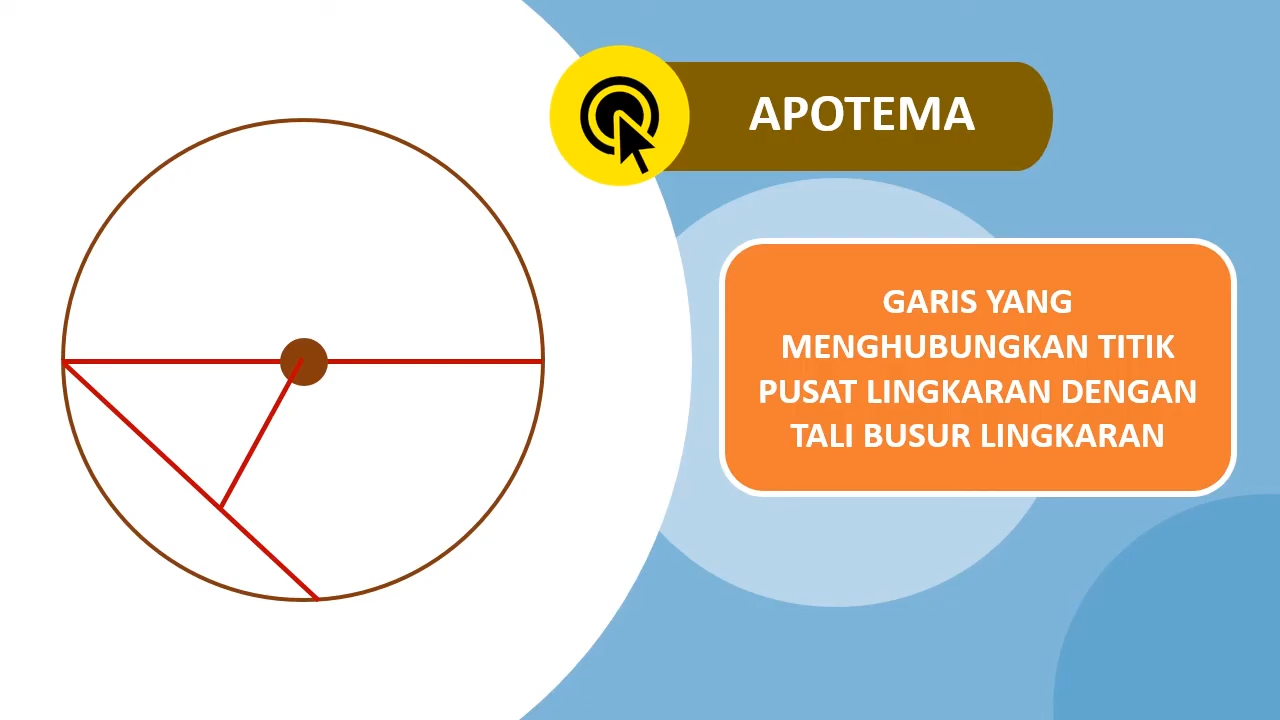 APOTEMA
GARIS YANG
MENGHUBUNGKAN TITIK
PUSAT LINGKARAN DENGAN
TALI BUSUR LINGKARAN